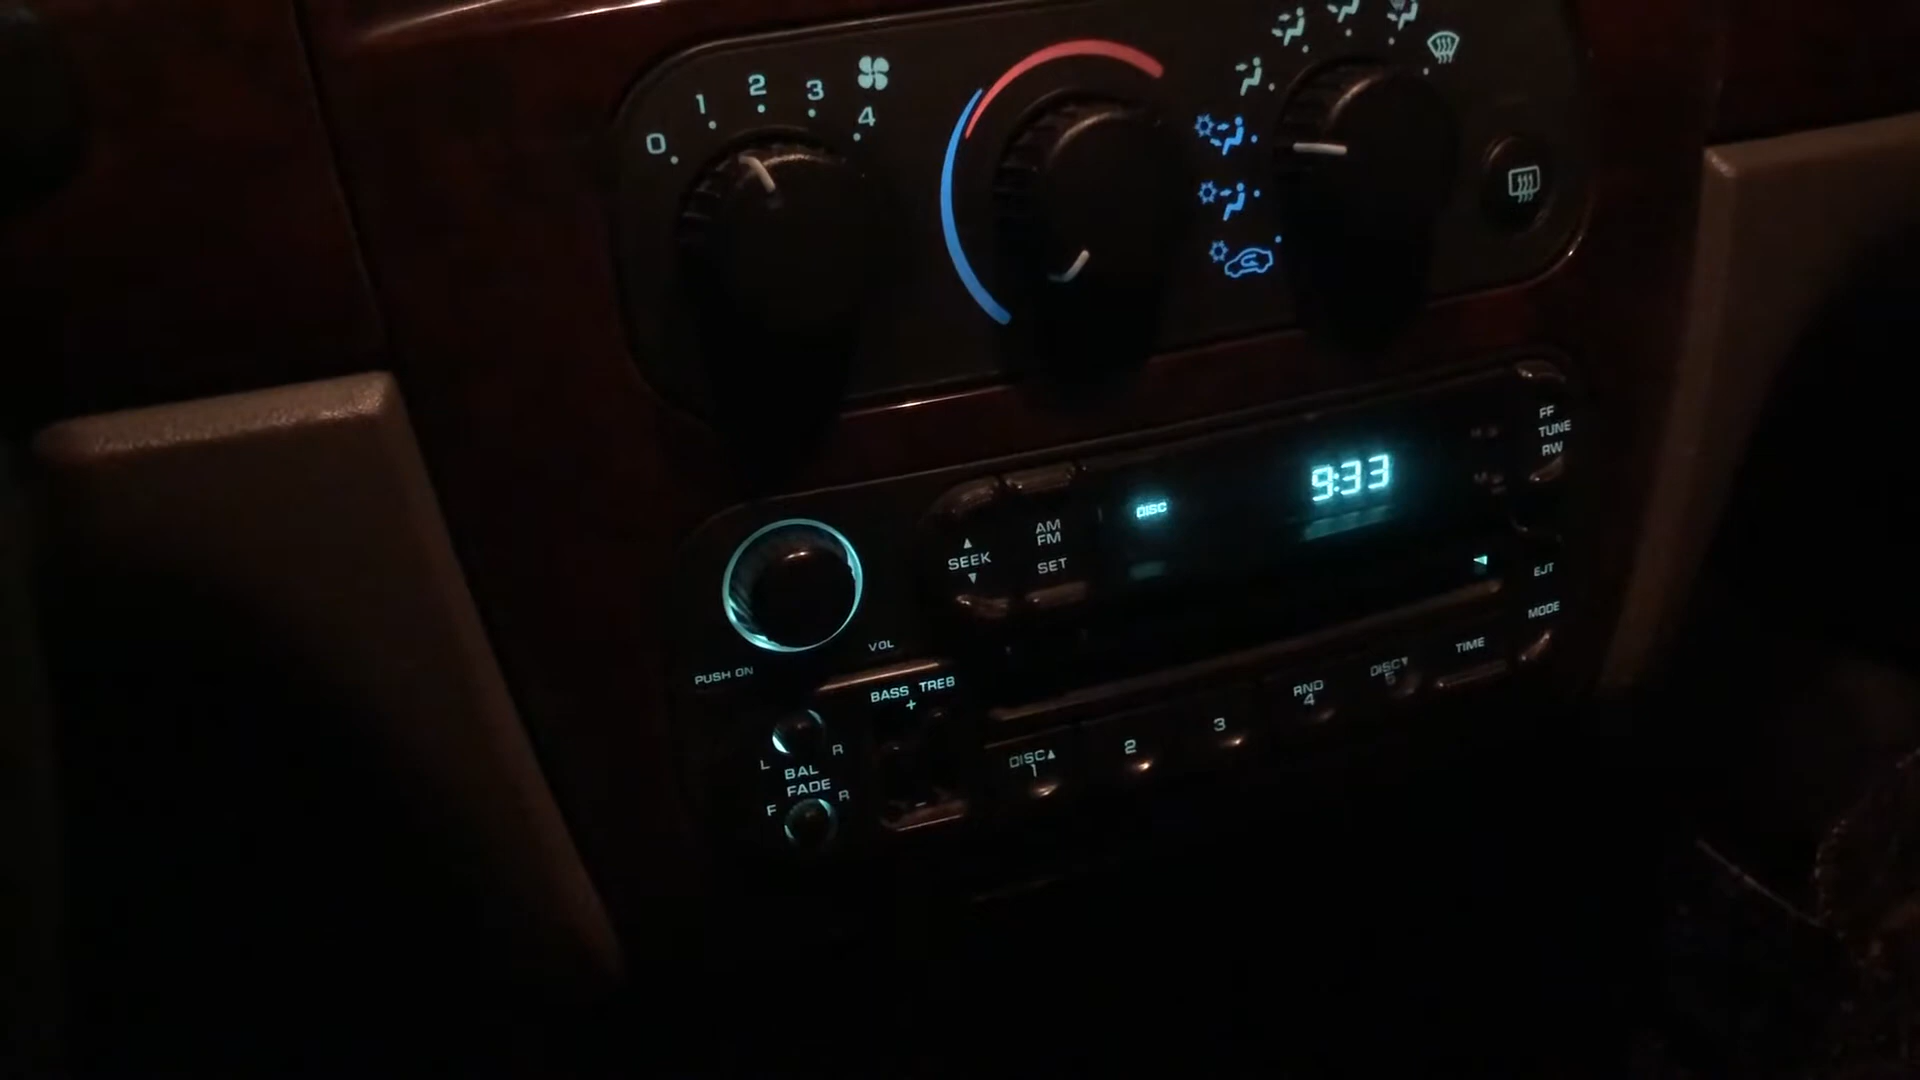 0 1 2 3 4
9:33
DISC
FF
TUNE
RW
AM
FM
SEEK
SET
EJT
MODE
TIME
VOL
PUSH ON
BASS TREB
+
L R
BAL
FADE
F R
DISC▲
1
2
3
RND
4
DISC▼
5